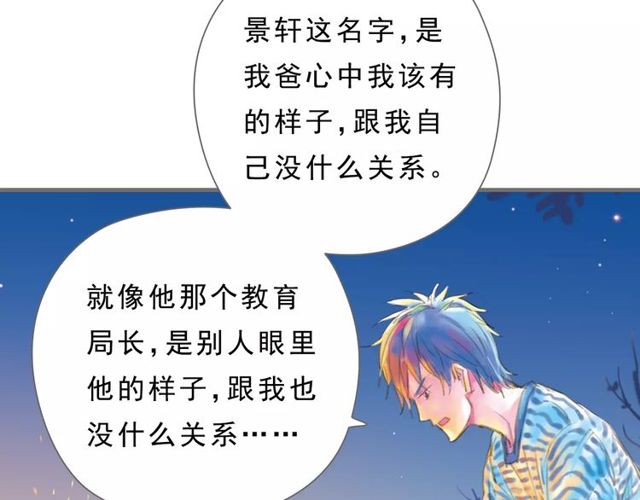 景轩这名字，是
我爸心中我该有
的样子，跟我自
己没什么关系。
就像他那个教育
局长，是别人眼里
他的样子，跟我也
没什么关系……